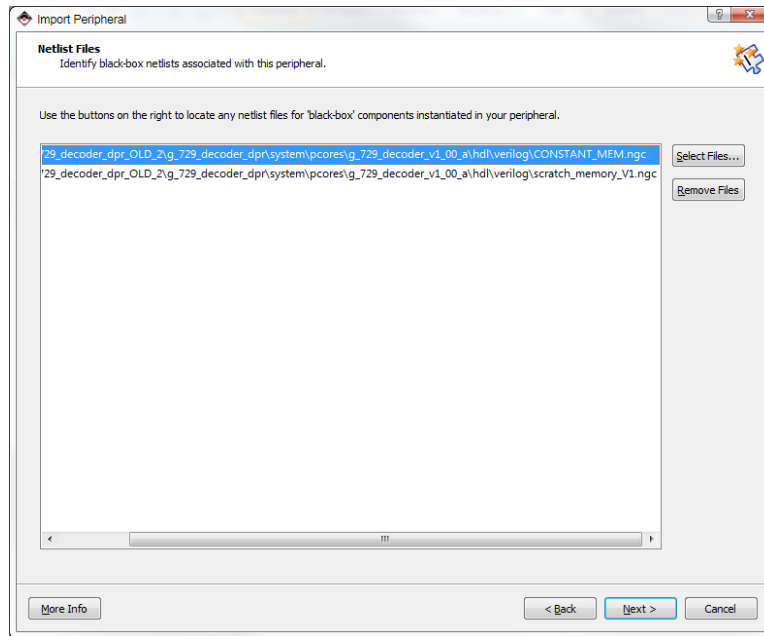 Import Peripheral
Netlist Files
Identify black-box netlists associated with this peripheral.
Use the buttons on the right to locate any netlist files for 'black-box' components instantiated in your peripheral.
'29_decoder_dpr_OLD_2\g_729_decoder_dpr\system\pcores\g_729_decoder_v1_00_a\hdl\verilog\CONSTANT_MEM.ngc
'29_decoder_dpr_OLD_2\g_729_decoder_dpr\system\pcores\g_729_decoder_v1_00_a\hdl\verilog\scratch_memory_V1.ngc
Select Files...
Remove Files
More Info
< Back
Next >
Cancel